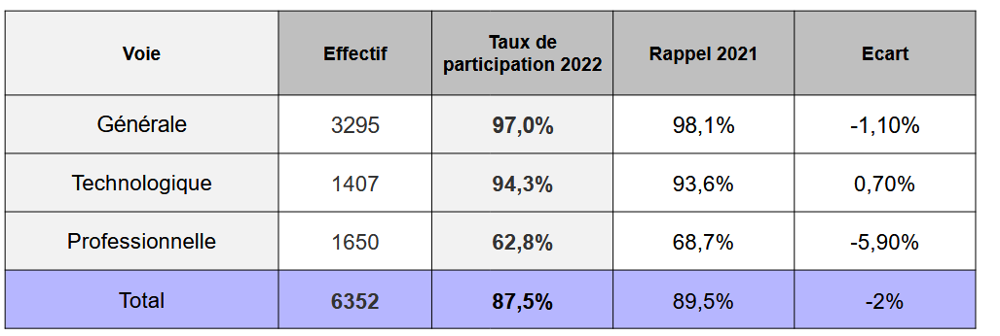 Voie Effectif Taux de participation 2022 Rappel 2021 Ecart
Générale 3295 97,0% 98,1% -1,10%
Technologique 1407 94,3% 93,6% 0,70%
Professionnelle 1650 62,8% 68,7% -5,90%
Total 6352 87,5% 89,5% -2%